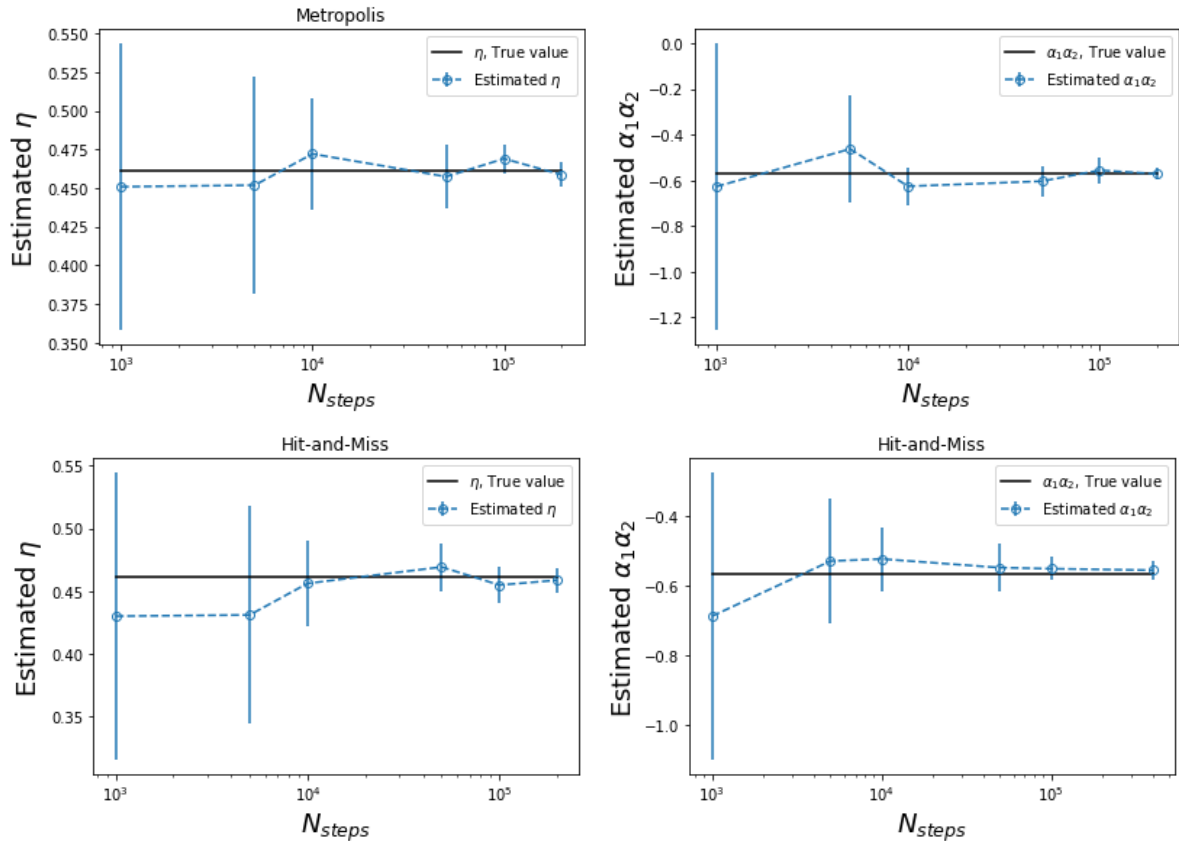 Metropolis
0.550
0.525
0.500
0.475
0.450
0.425
0.400
0.375
0.350
Estimated η
η, True value
Estimated η
10³
10⁴
10⁵
N_steps
0.0
−0.2
−0.4
−0.6
−0.8
−1.0
−1.2
Estimated α₁α₂
α₁α₂, True value
Estimated α₁α₂
10³
10⁴
10⁵
N_steps
Hit-and-Miss
0.55
0.50
0.45
0.40
0.35
Estimated η
η, True value
Estimated η
10³
10⁴
10⁵
N_steps
Hit-and-Miss
−0.4
−0.6
−0.8
−1.0
Estimated α₁α₂
α₁α₂, True value
Estimated α₁α₂
10³
10⁴
10⁵
N_steps